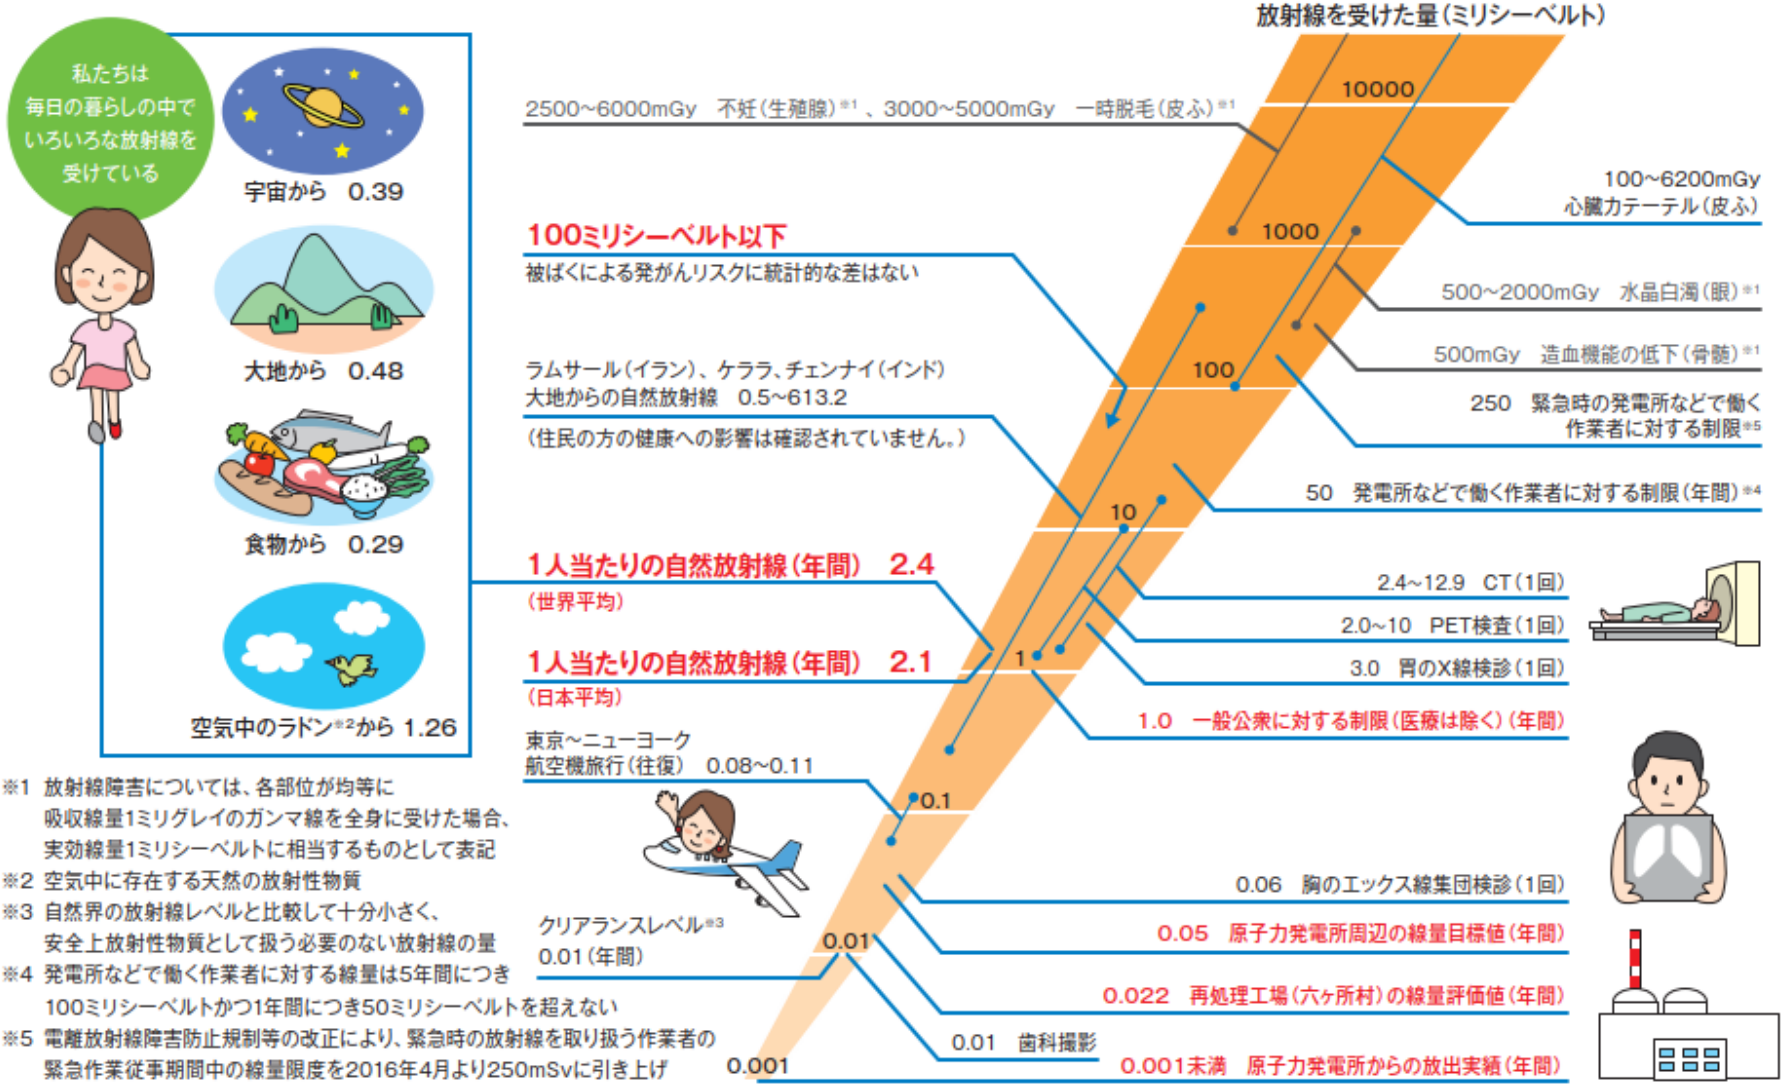 放射線を受けた量（ミリシーベルト）
私たちは
毎日の暮らしの中で
いろいろな放射線を
受けている
宇宙から 0.39
大地から 0.48
食物から 0.29
空気中のラドン※2から 1.26
2500～6000mGy 不妊（生殖腺）※1、3000～5000mGy 一時脱毛（皮ふ）※1
100ミリシーベルト以下
被ばくによる発がんリスクに統計的な差はない
ラムサール（イラン）、ケララ、チェンナイ（インド）
大地からの自然放射線 0.5～613.2
（住民の方の健康への影響は確認されていません。）
1人当たりの自然放射線（年間） 2.4
（世界平均）
1人当たりの自然放射線（年間） 2.1
（日本平均）
東京～ニューヨーク
航空機旅行（往復） 0.08～0.11
クリアランスレベル※3
0.01（年間）
10000
1000
100
10
1
0.1
0.01
0.001
100～6200mGy
心臓カテーテル（皮ふ）
500～2000mGy 水晶白濁（眼）※1
500mGy 造血機能の低下（骨髄）※1
250 緊急時の発電所などで働く
作業者に対する制限※5
50 発電所などで働く作業者に対する制限（年間）※4
2.4～12.9 CT（1回）
2.0～10 PET検査（1回）
3.0 胃のX線検診（1回）
1.0 一般公衆に対する制限（医療は除く）（年間）
0.06 胸のエックス線集団検診（1回）
0.05 原子力発電所周辺の線量目標値（年間）
0.022 再処理工場（六ヶ所村）の線量評価値（年間）
0.01 歯科撮影
0.001未満 原子力発電所からの放出実績（年間）
※1 放射線障害については、各部位が均等に
吸収線量1ミリグレイのガンマ線を全身に受けた場合、
実効線量1ミリシーベルトに相当するものとして表記
※2 空気中に存在する天然の放射性物質
※3 自然界の放射線レベルと比較して十分小さく、
安全上放射性物質として扱う必要のない放射線の量
※4 発電所などで働く作業者に対する線量は5年間につき
100ミリシーベルトかつ1年間につき50ミリシーベルトを超えない
※5 電離放射線障害防止規制等の改正により、緊急時の放射線を取り扱う作業者の
緊急作業従事期間中の線量限度を2016年4月より250mSvに引き上げ